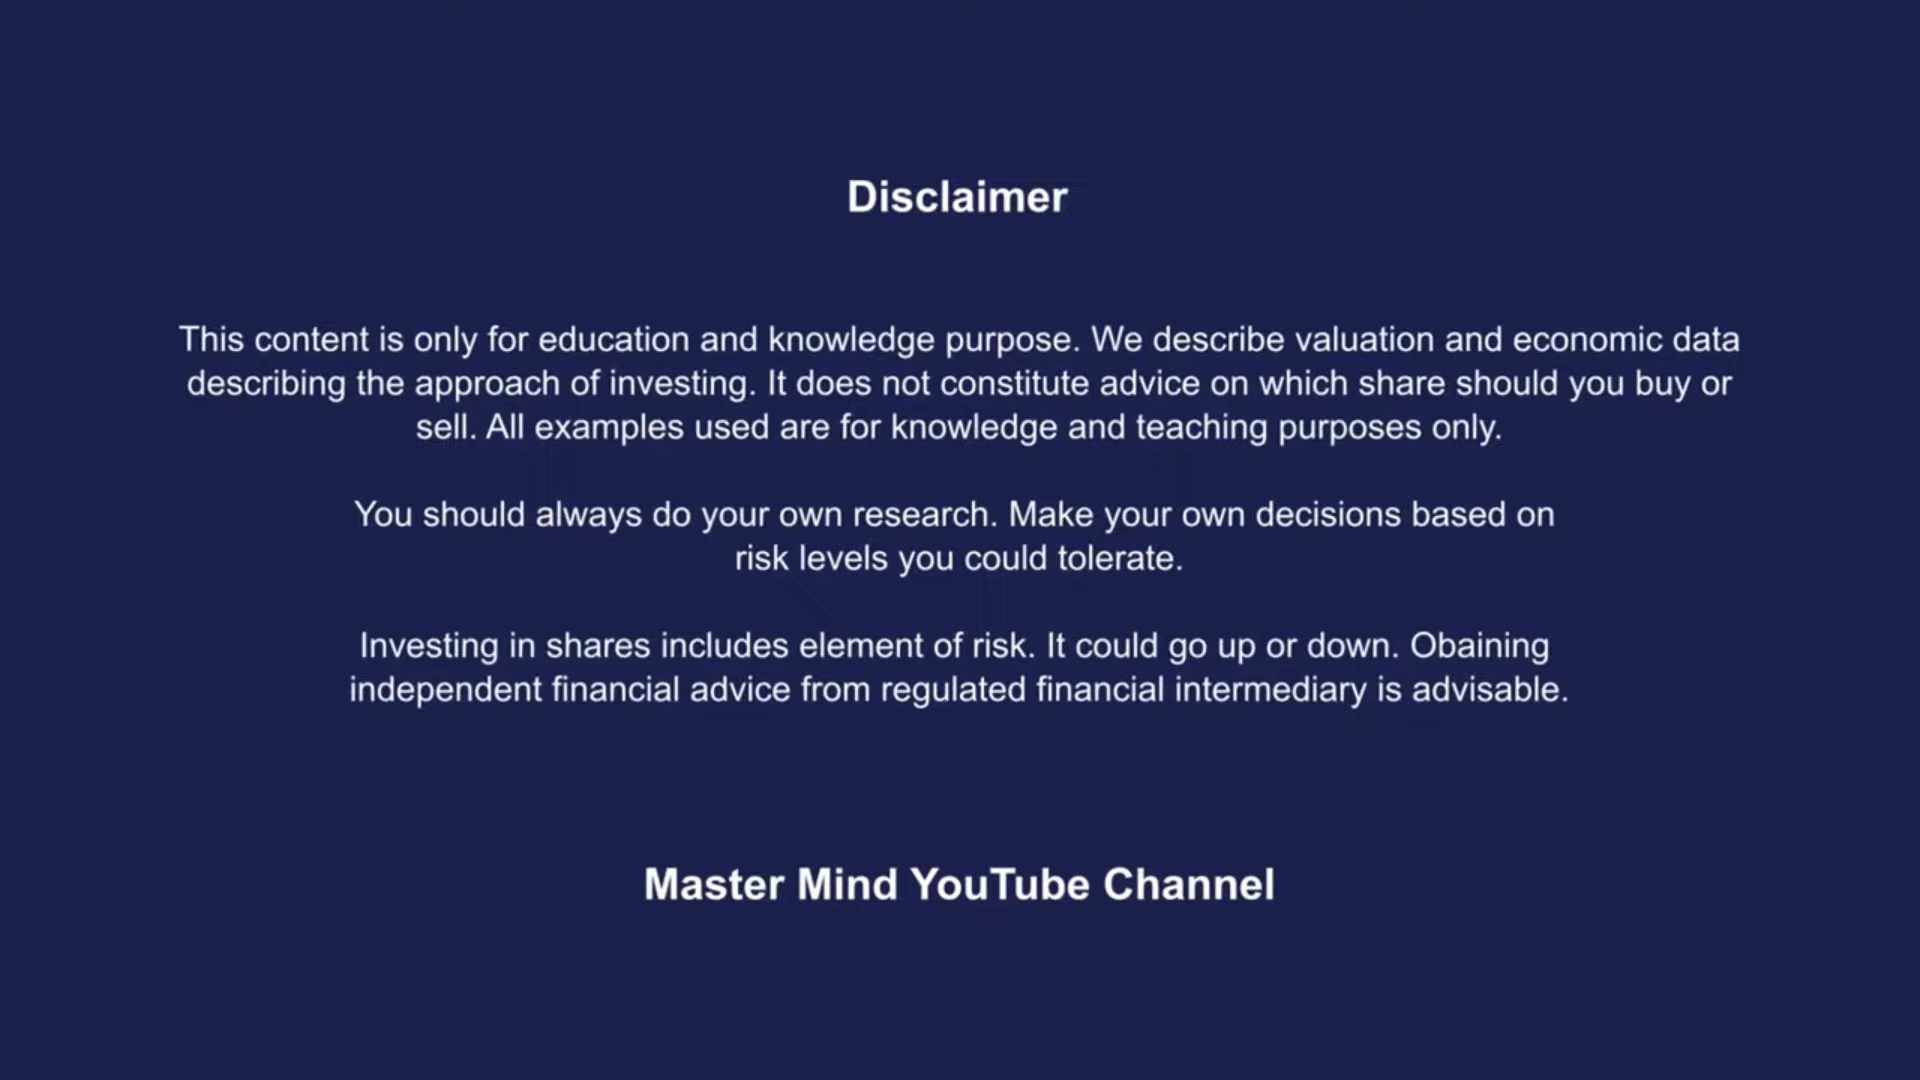 Disclaimer
This content is only for education and knowledge purpose. We describe valuation and economic data
describing the approach of investing. It does not constitute advice on which share should you buy or
sell. All examples used are for knowledge and teaching purposes only.
You should always do your own research. Make your own decisions based on
risk levels you could tolerate.
Investing in shares includes element of risk. It could go up or down. Obaining
independent financial advice from regulated financial intermediary is advisable.
Master Mind YouTube Channel